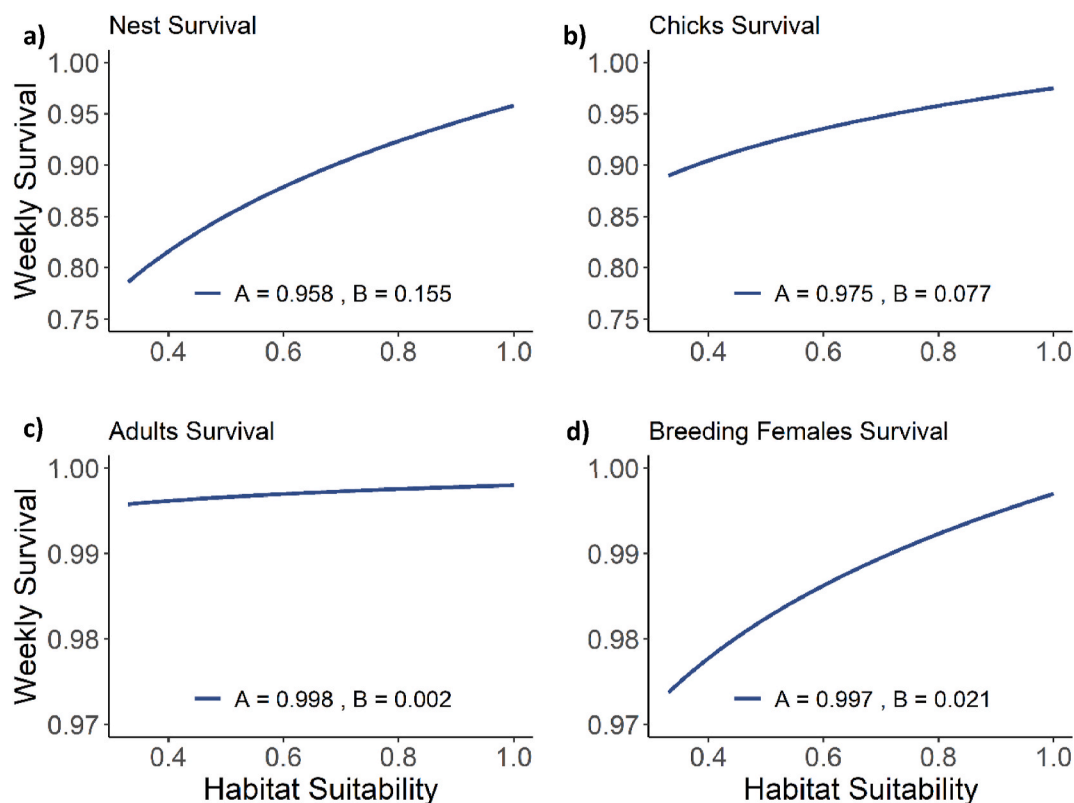 a) Nest Survival
Weekly Survival
1.00
0.95
0.90
0.85
0.80
0.75
A = 0.958 , B = 0.155
0.4 0.6 0.8 1.0
b) Chicks Survival
1.00
0.95
0.90
0.85
0.80
0.75
A = 0.975 , B = 0.077
0.4 0.6 0.8 1.0
c) Adults Survival
Weekly Survival
1.00
0.99
0.98
0.97
A = 0.998 , B = 0.002
0.4 0.6 0.8 1.0
Habitat Suitability
d) Breeding Females Survival
1.00
0.99
0.98
0.97
A = 0.997 , B = 0.021
0.4 0.6 0.8 1.0
Habitat Suitability